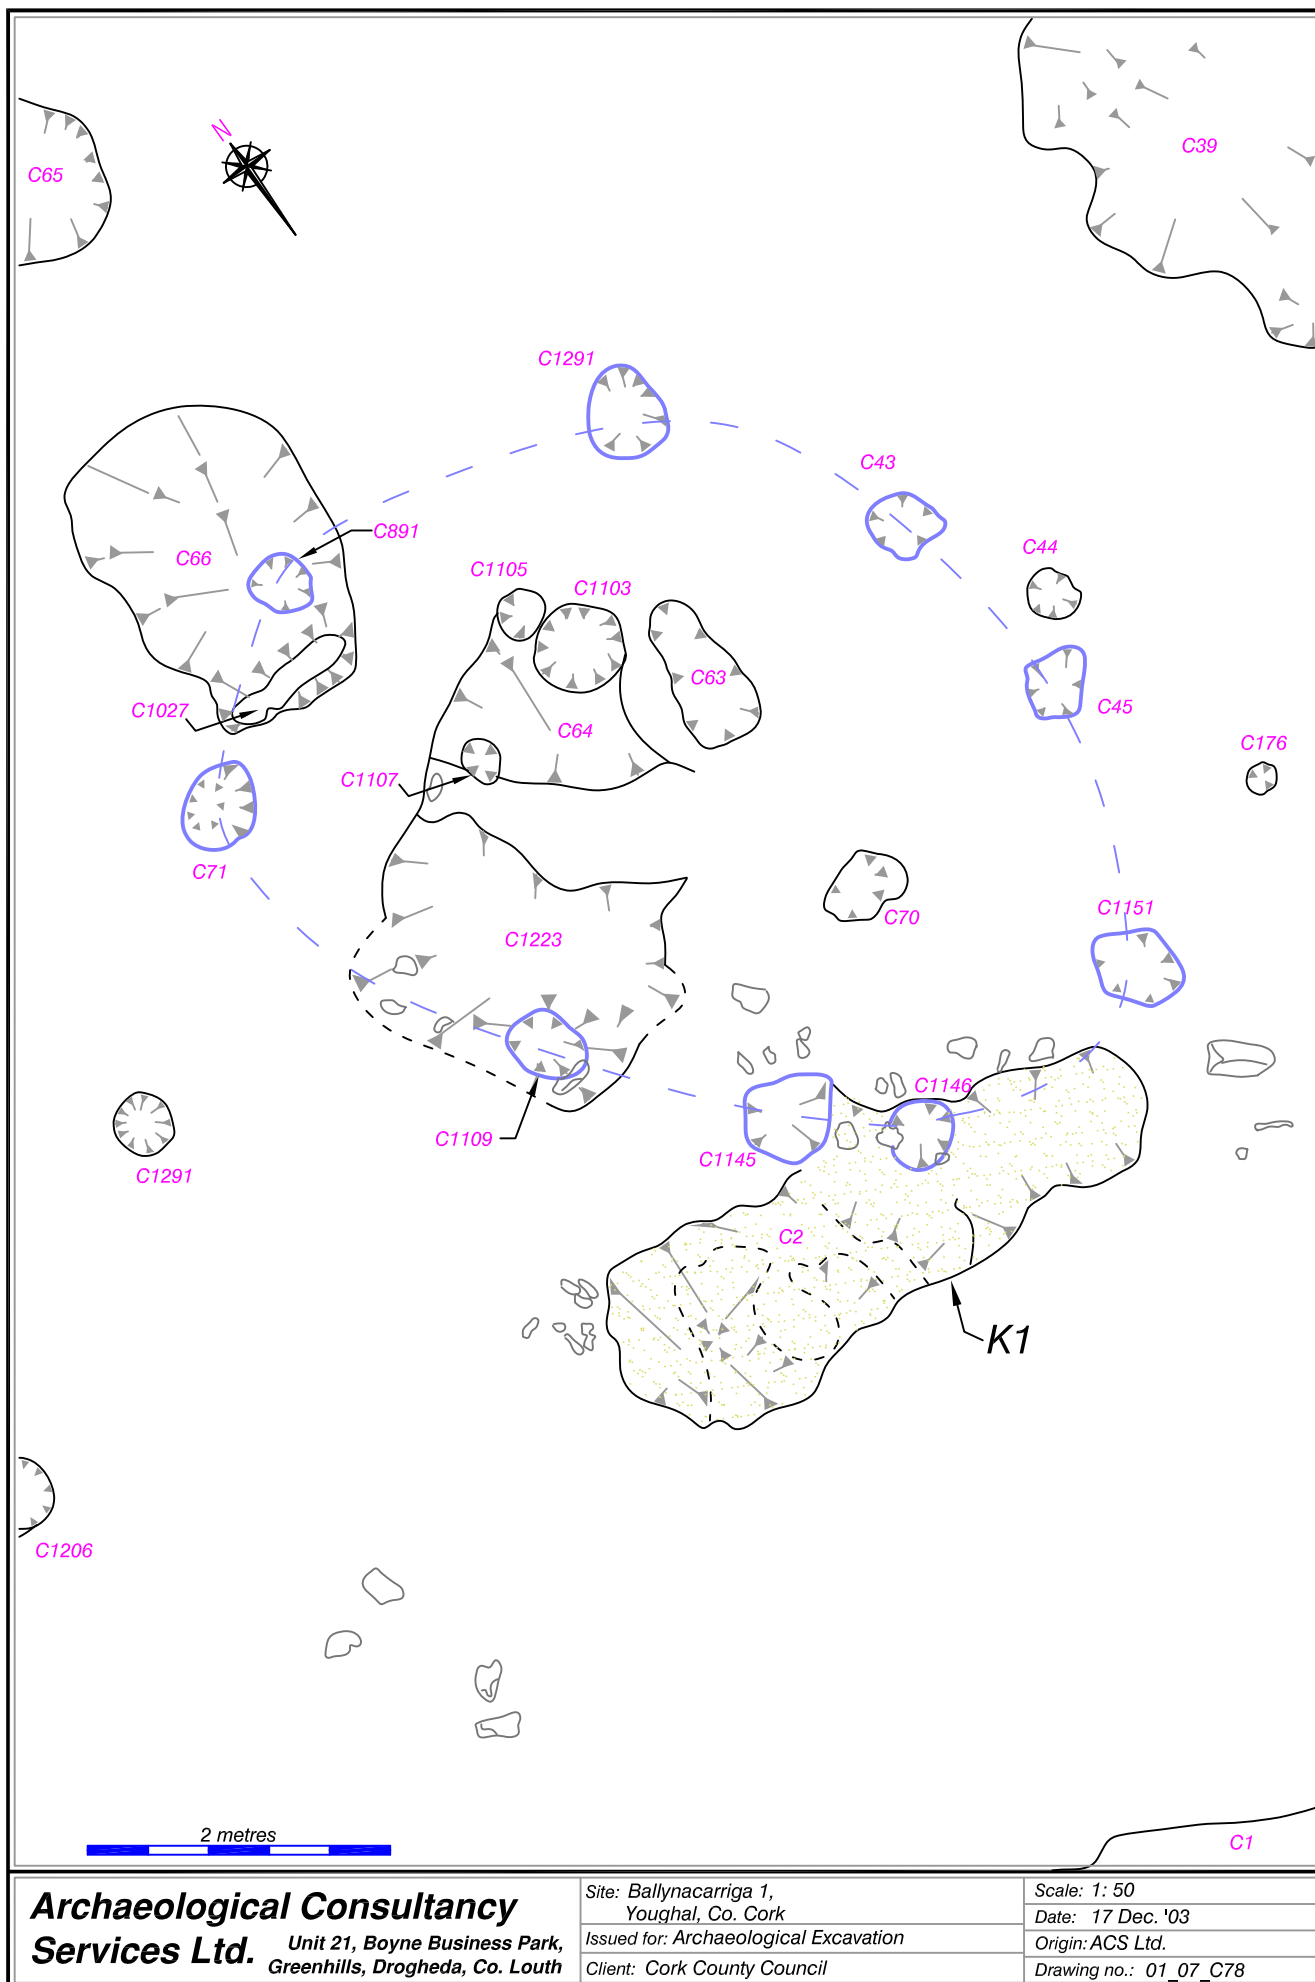 N
C39
C65
C1291
C43
C891
C44
C66
C1105
C1103
C63
C1027
C64
C45
C176
C1107
C71
C1151
C70
C1223
C1146
C1109
C1145
C1291
C2
K1
C1206
2 metres
C1
Archaeological Consultancy
Services Ltd.
Unit 21, Boyne Business Park,
Greenhills, Drogheda, Co. Louth
Site: Ballynacarriga 1,
Youghal, Co. Cork
Issued for: Archaeological Excavation
Client: Cork County Council
Scale: 1: 50
Date: 17 Dec. '03
Origin: ACS Ltd.
Drawing no.: 01_07_C78